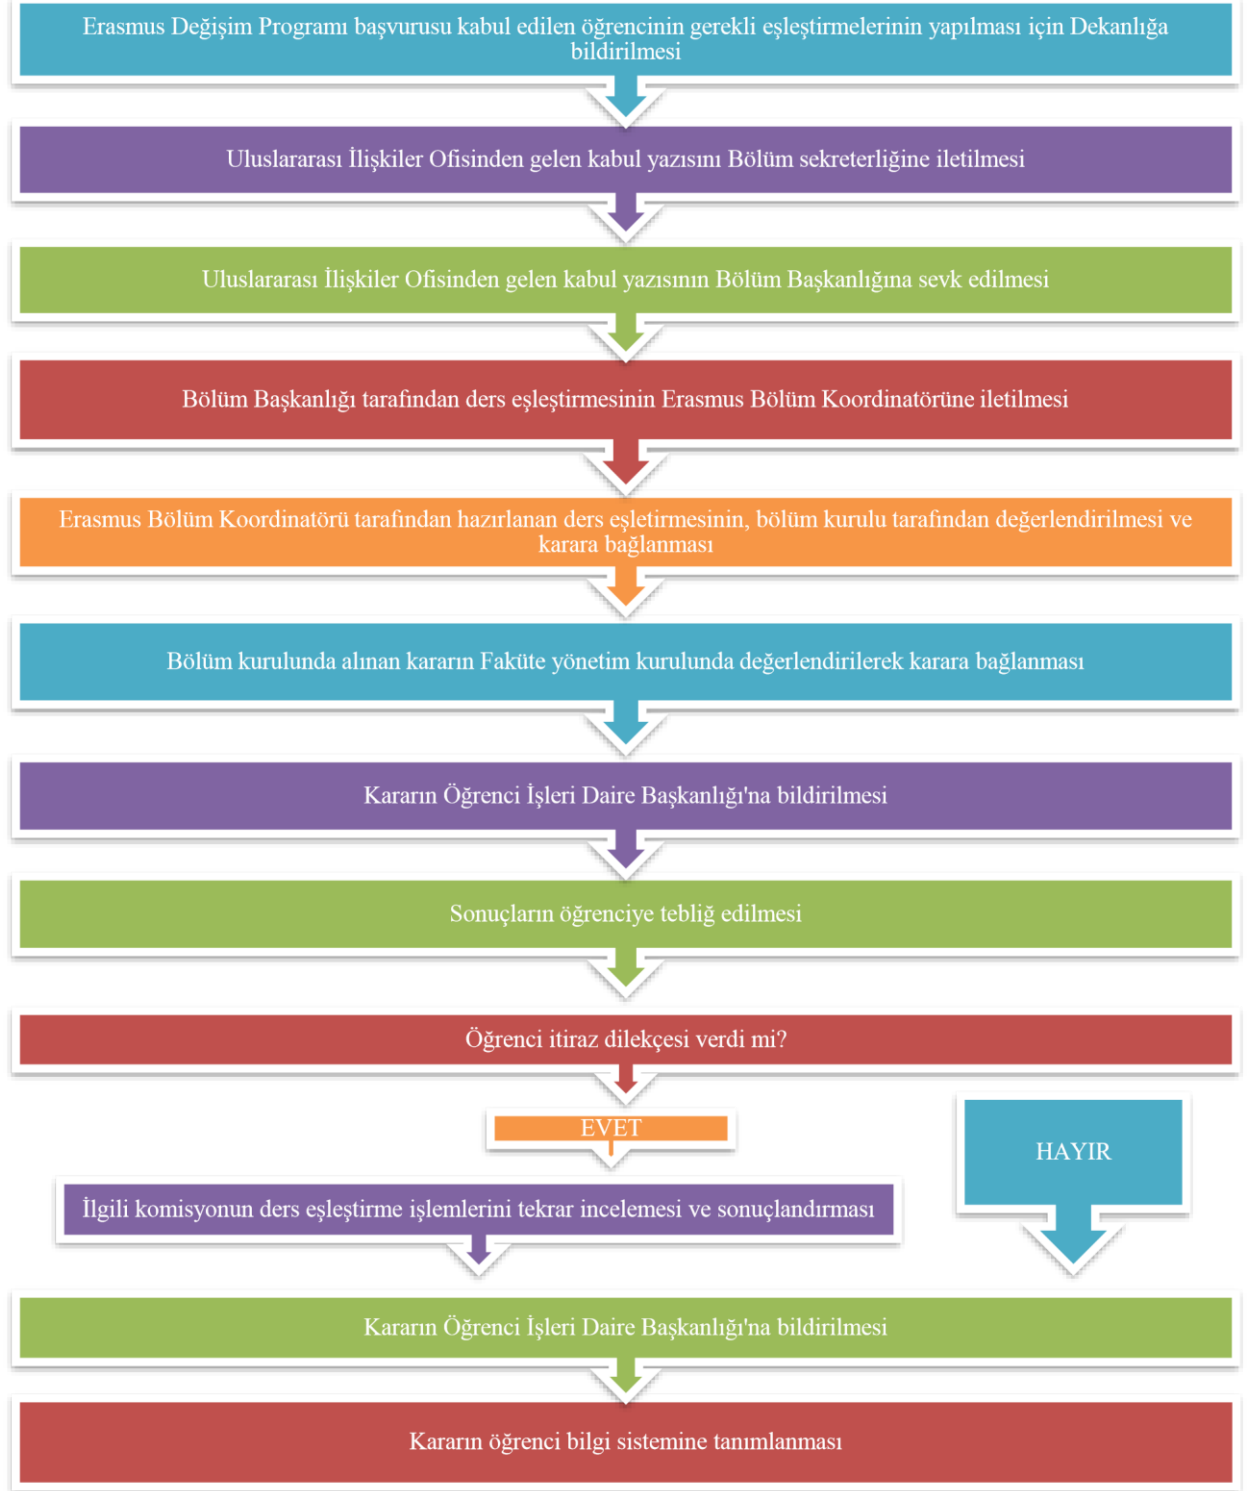 Erasmus Değişim Programı başvurusu kabul edilen öğrencinin gerekli eşleştirmelerinin yapılması için Dekanlığa
bildirilmesi
Uluslararası İlişkiler Ofisinden gelen kabul yazısını Bölüm sekreterliğine iletilmesi
Uluslararası İlişkiler Ofisinden gelen kabul yazısının Bölüm Başkanlığına sevk edilmesi
Bölüm Başkanlığı tarafından ders eşleştirmesinin Erasmus Bölüm Koordinatörüne iletilmesi
Erasmus Bölüm Koordinatörü tarafından hazırlanan ders eşletirmesinin, bölüm kurulu tarafından değerlendirilmesi ve
karara bağlanması
Bölüm kurulunda alınan kararın Faküte yönetim kurulunda değerlendirilerek karara bağlanması
Kararın Öğrenci İşleri Daire Başkanlığı'na bildirilmesi
Sonuçların öğrenciye tebliğ edilmesi
Öğrenci itiraz dilekçesi verdi mi?
EVET
HAYIR
İlgili komisyonun ders eşleştirme işlemlerini tekrar incelemesi ve sonuçlandırması
Kararın Öğrenci İşleri Daire Başkanlığı'na bildirilmesi
Kararın öğrenci bilgi sistemine tanımlanması